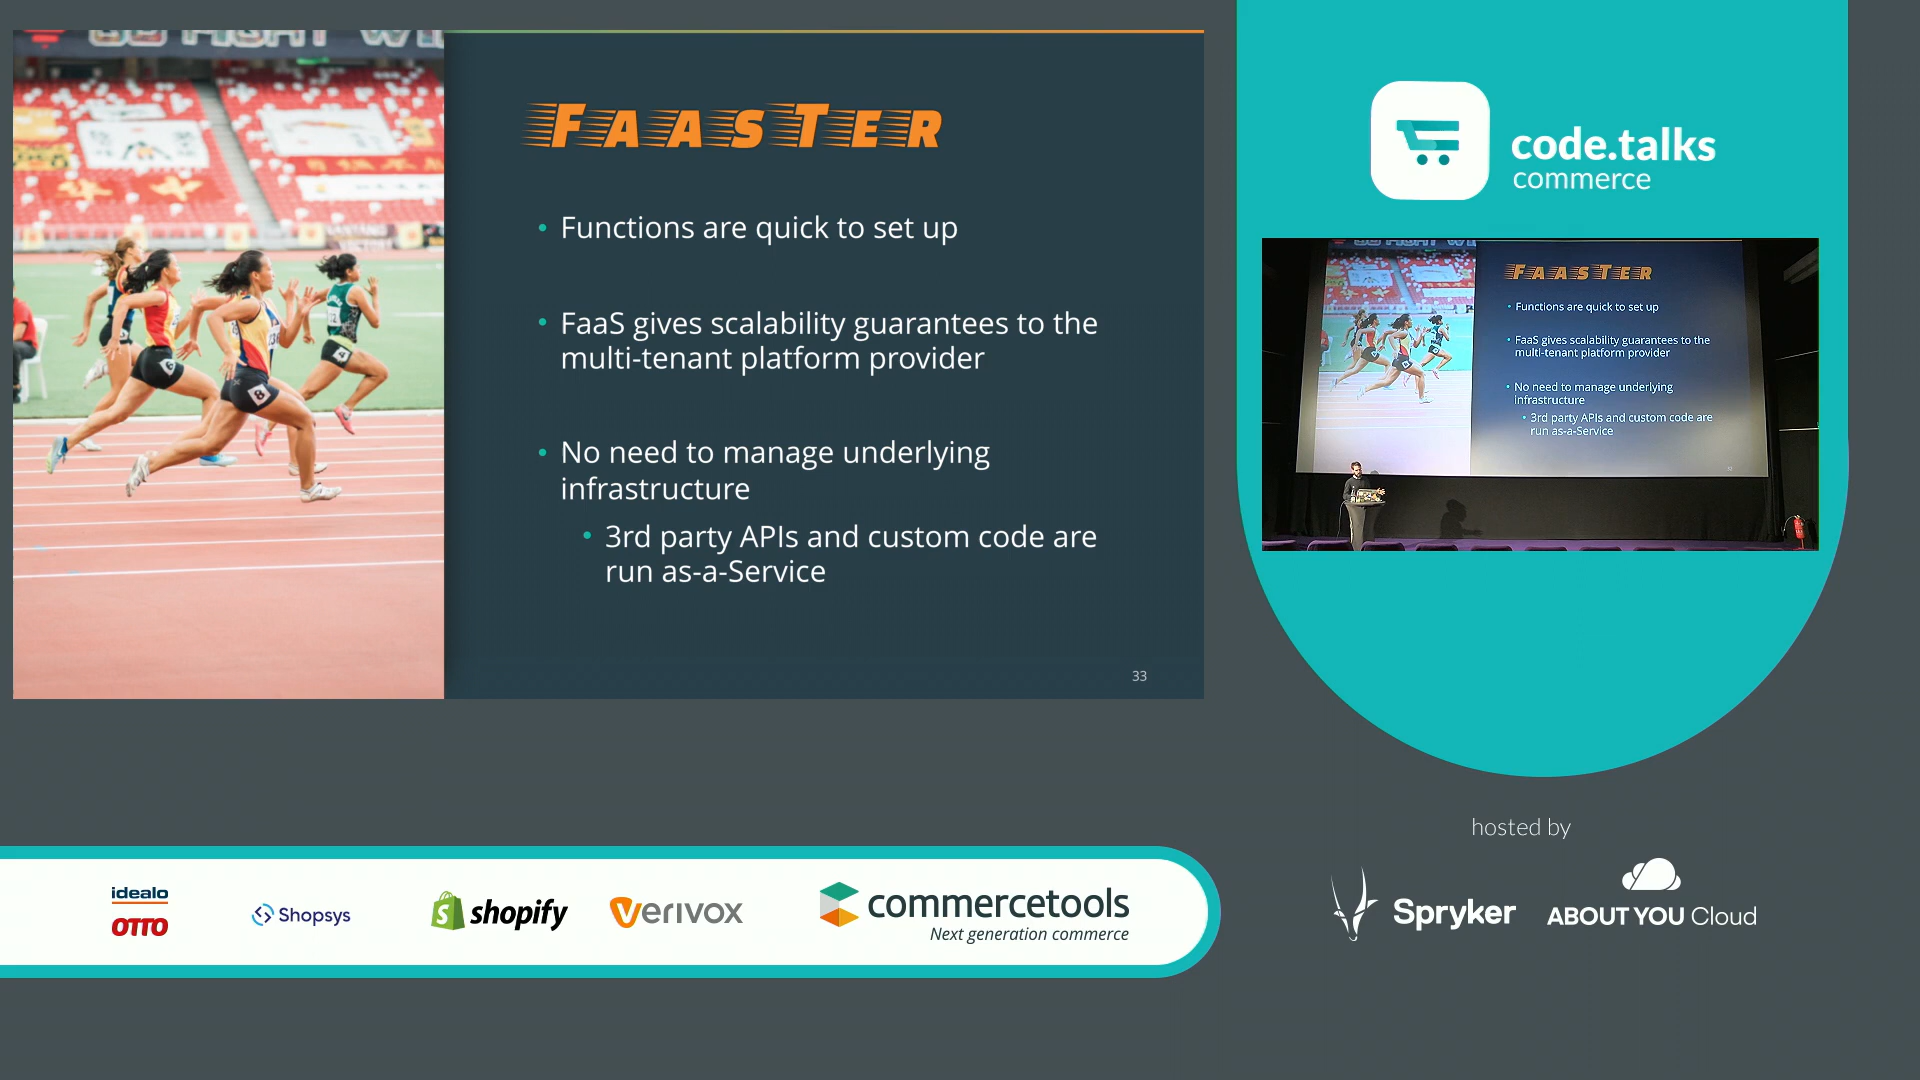 FaasTer
Functions are quick to set up
FaaS gives scalability guarantees to the
multi-tenant platform provider
No need to manage underlying
infrastructure
3rd party APIs and custom code are
run as-a-Service
33
code.talks
commerce
FaasTer
Functions are quick to set up
FaaS gives scalability guarantees to the
multi-tenant platform provider
No need to manage underlying
infrastructure
3rd party APIs and custom code are
run as-a-Service
hosted by
Spryker
ABOUT YOU Cloud
idealo
OTTO
Shopsys
shopify
VERIVOX
commercetools
Next generation commerce